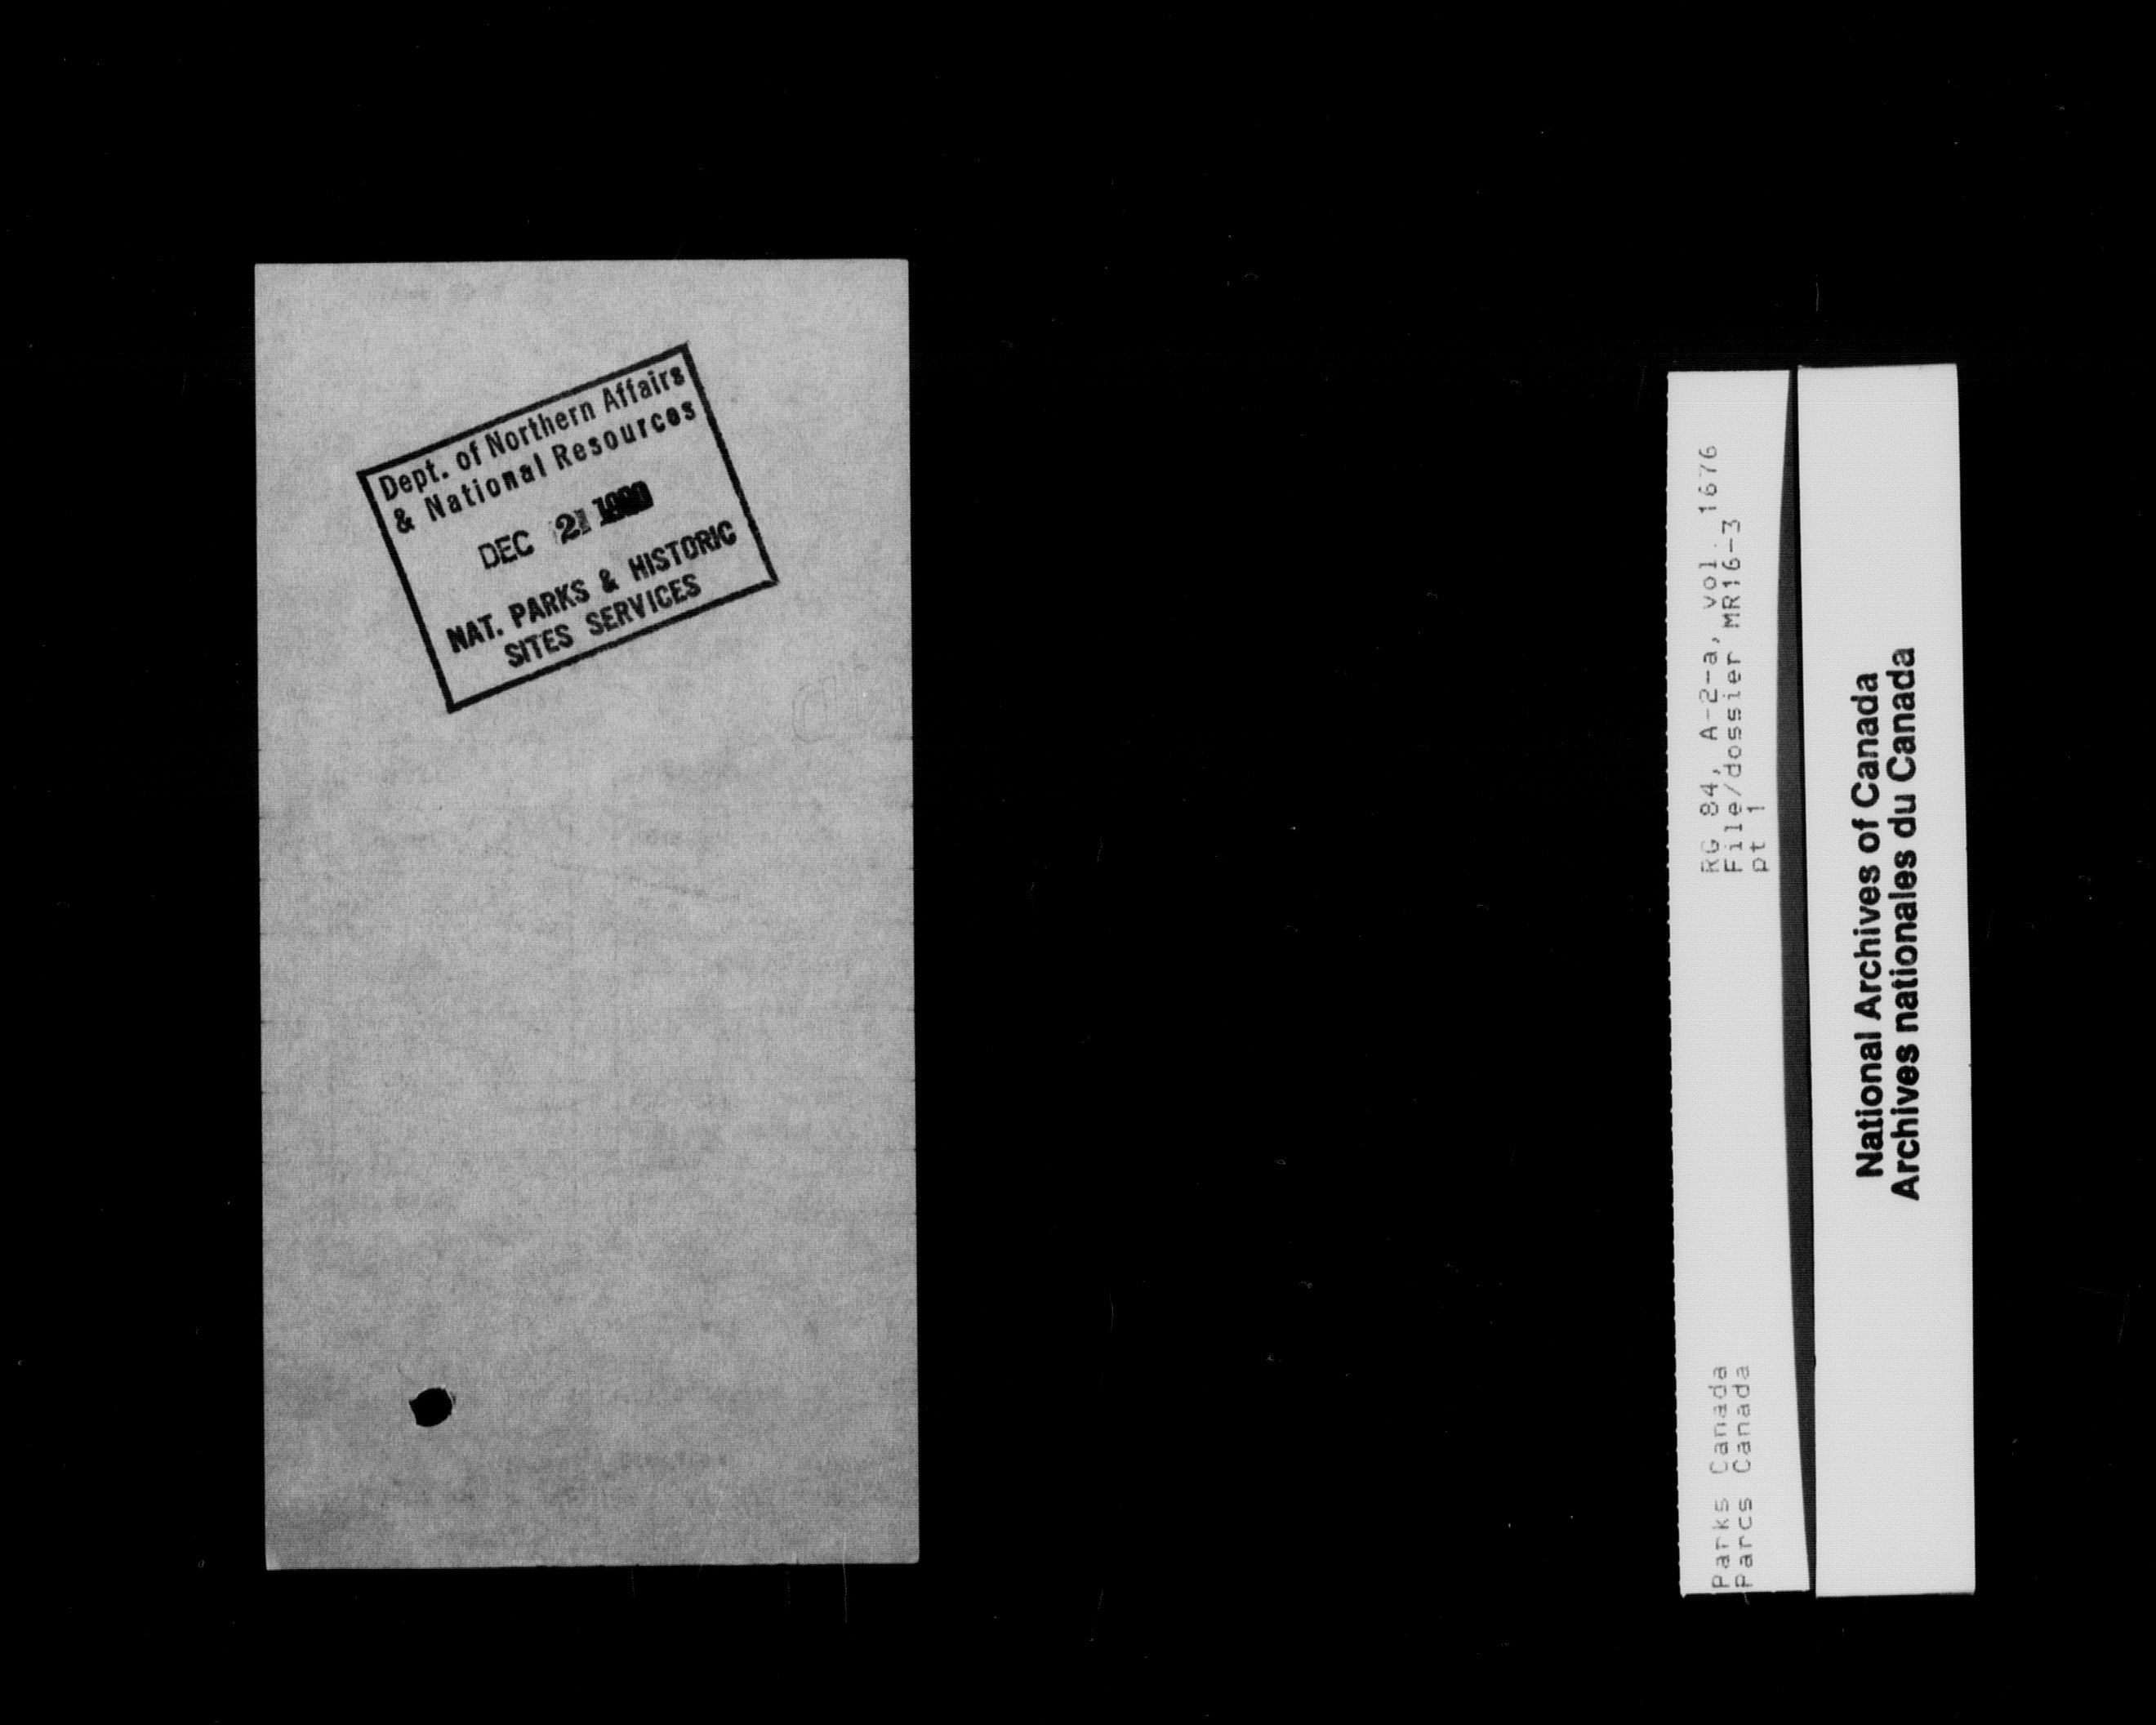 Dept. of Northern Affairs
& National Resources
DEC 21
NAT. PARKS & HISTORIC
SITES SERVICES
RG 84, A-2-a, vol. 1676
File/dossier MR16-3
pt 1
Parks Canada
Parcs Canada
National Archives of Canada
Archives nationales du Canada